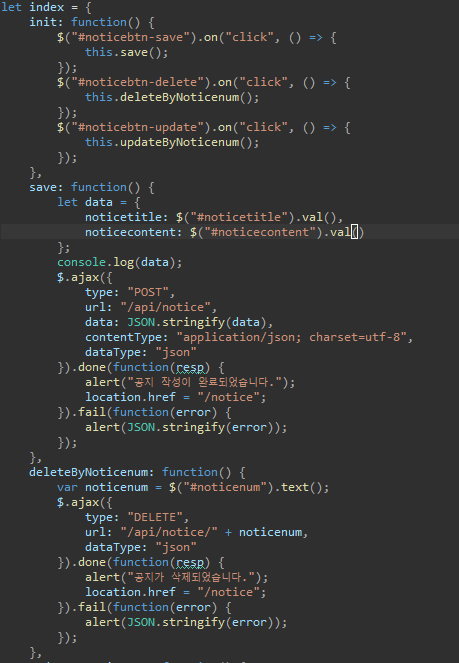 let index = {
    init: function() {
        $("#noticebtn-save").on("click", () => {
            this.save();
        });
        $("#noticebtn-delete").on("click", () => {
            this.deleteByNoticenum();
        });
        $("#noticebtn-update").on("click", () => {
            this.updateByNoticenum();
        });
    },
    save: function() {
        let data = {
            noticetitle: $("#noticetitle").val(),
            noticecontent: $("#noticecontent").val()
        };
        console.log(data);
        $.ajax({
            type: "POST",
            url: "/api/notice",
            data: JSON.stringify(data),
            contentType: "application/json; charset=utf-8",
            dataType: "json"
        }).done(function(resp) {
            alert("공지 작성이 완료되었습니다.");
            location.href = "/notice";
        }).fail(function(error) {
            alert(JSON.stringify(error));
        });
    },
    deleteByNoticenum: function() {
        var noticenum = $("#noticenum").text();
        $.ajax({
            type: "DELETE",
            url: "/api/notice/" + noticenum,
            dataType: "json"
        }).done(function(resp) {
            alert("공지가 삭제되었습니다.");
            location.href = "/notice";
        }).fail(function(error) {
            alert(JSON.stringify(error));
        });
    },